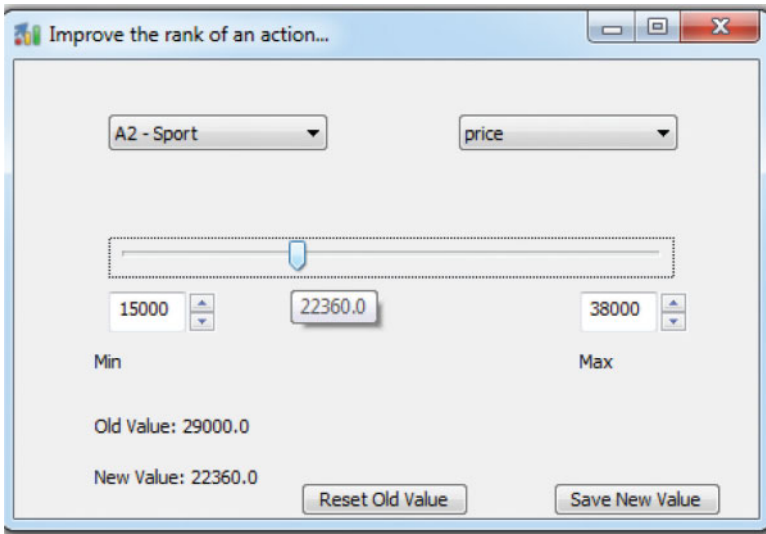 Improve the rank of an action...
A2 - Sport
price
15000
22360.0
38000
Min
Max
Old Value: 29000.0
New Value: 22360.0
Reset Old Value
Save New Value